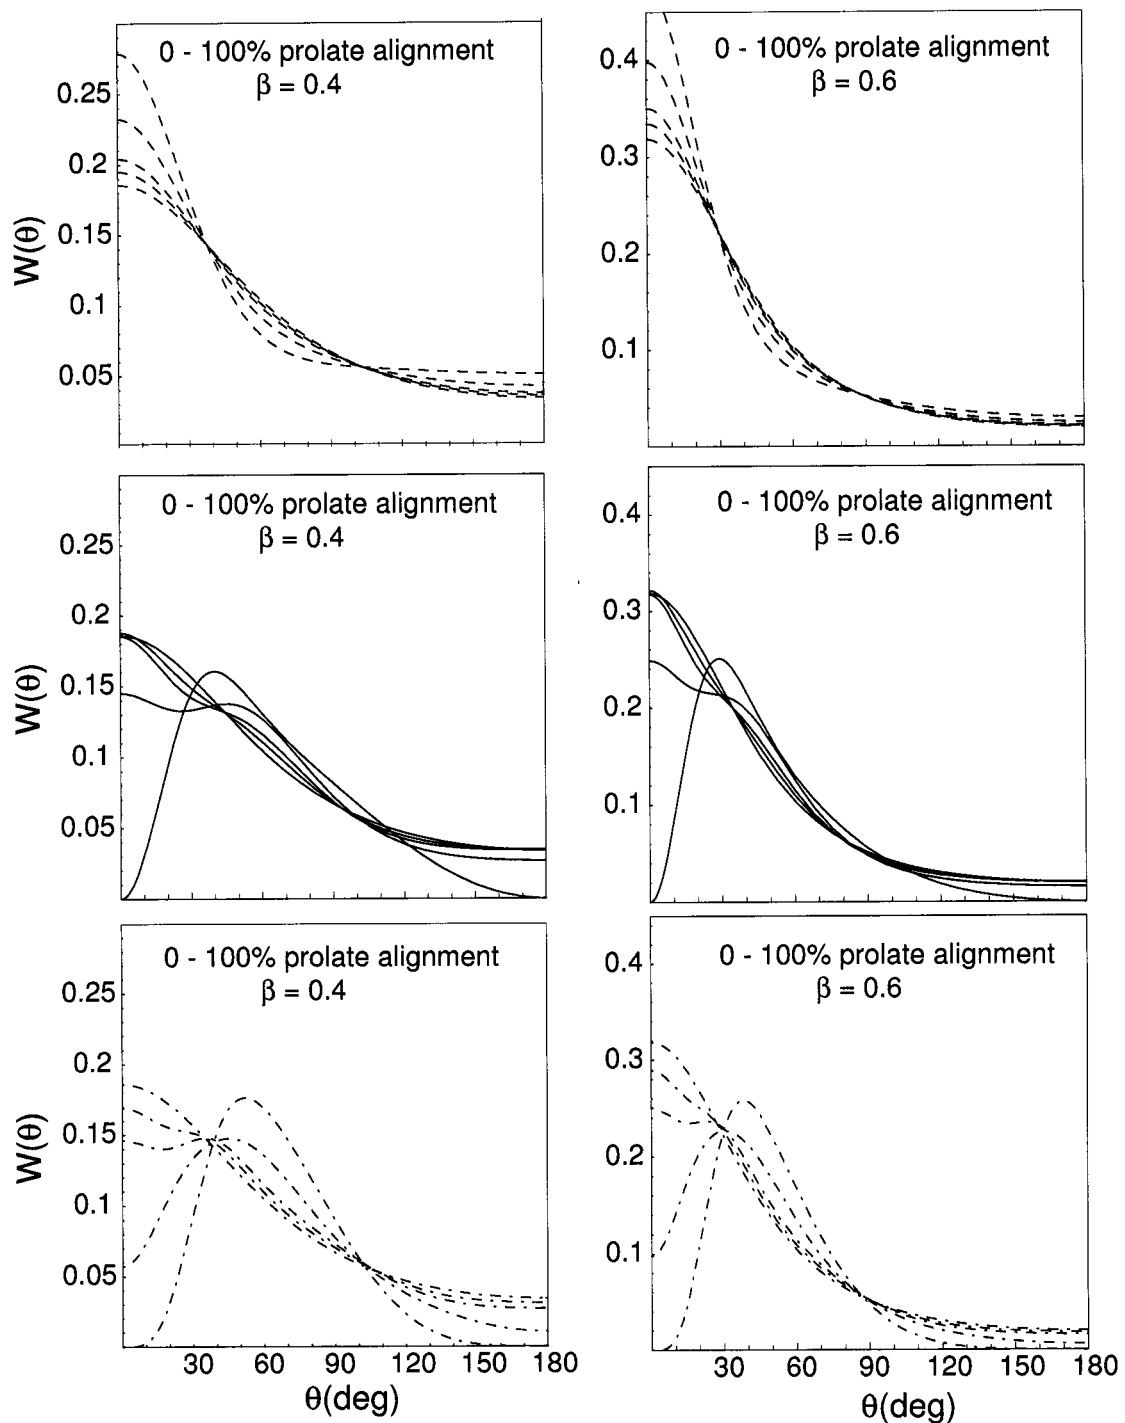 0 - 100% prolate alignment
β = 0.4
0.25
0.2
0.15
0.1
0.05
W(θ)
0 - 100% prolate alignment
β = 0.6
0.4
0.3
0.2
0.1
0 - 100% prolate alignment
β = 0.4
0.25
0.2
0.15
0.1
0.05
W(θ)
0 - 100% prolate alignment
β = 0.6
0.4
0.3
0.2
0.1
0 - 100% prolate alignment
β = 0.4
0.25
0.2
0.15
0.1
0.05
W(θ)
30 60 90 120 150 180
θ(deg)
0 - 100% prolate alignment
β = 0.6
0.4
0.3
0.2
0.1
30 60 90 120 150 180
θ(deg)